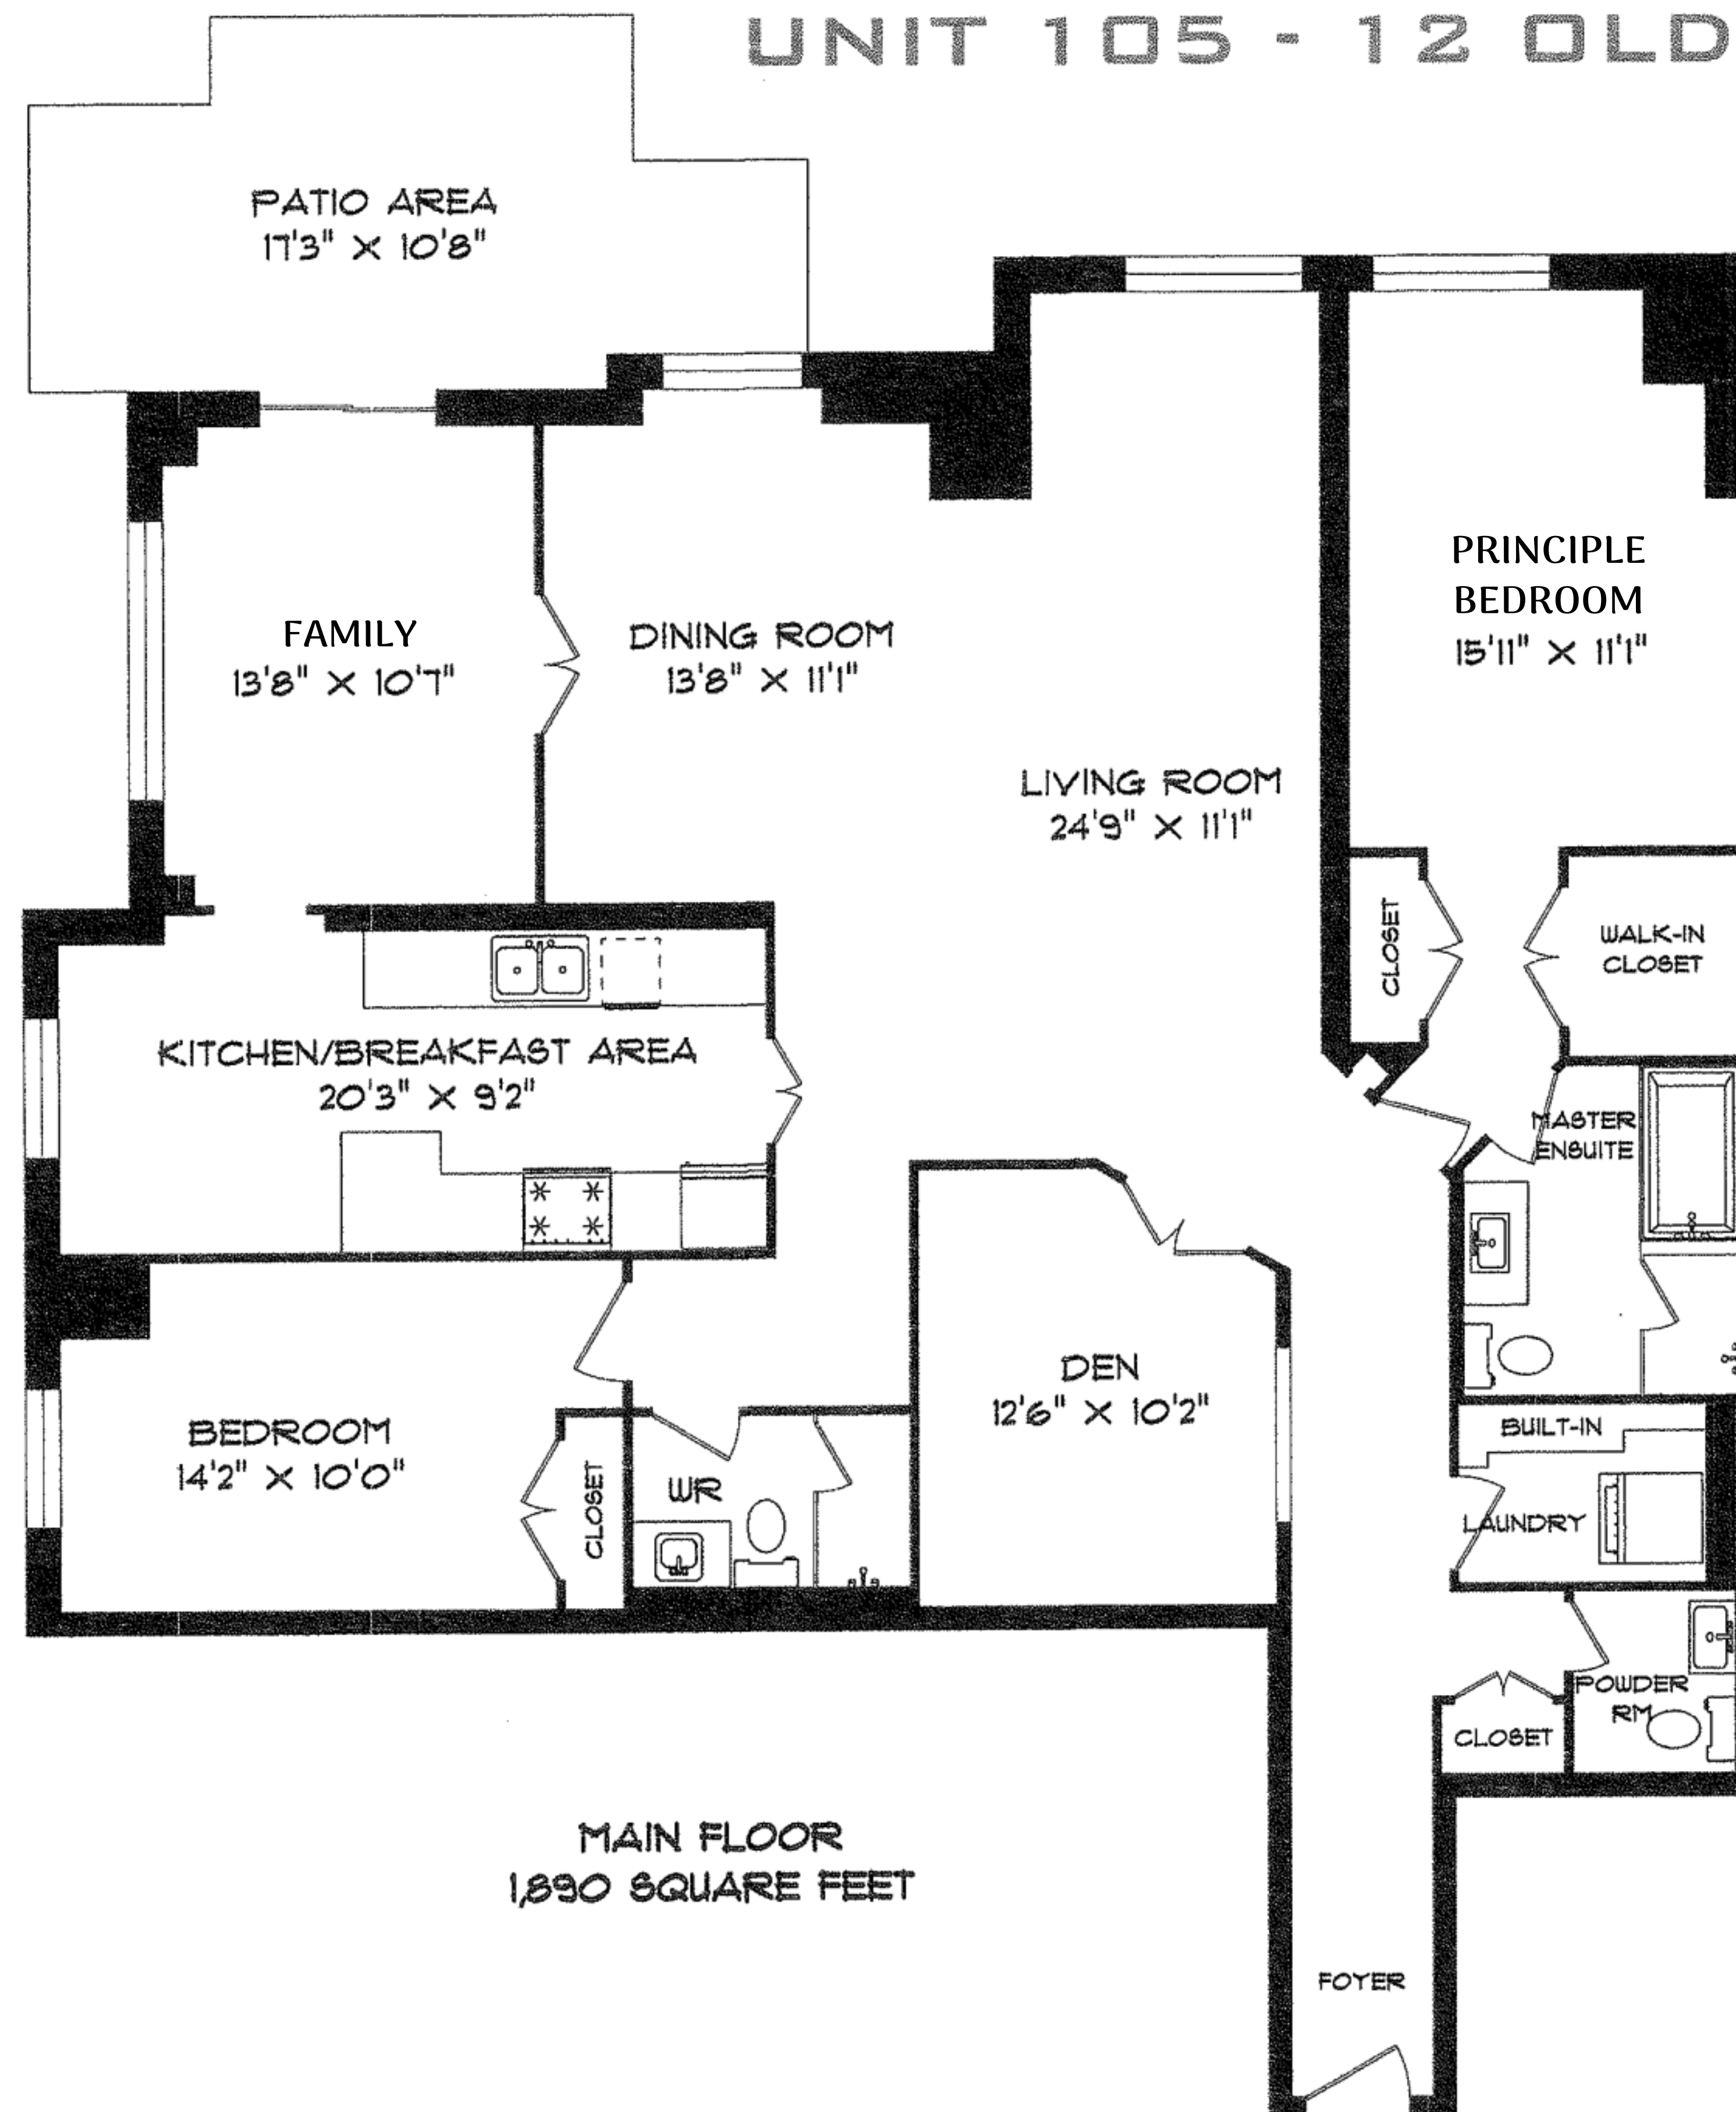 UNIT 105 - 12 OLD
PATIO AREA
17'3" X 10'8"
PRINCIPLE
BEDROOM
15'11" X 11'1"
FAMILY
13'8" X 10'7"
DINING ROOM
13'8" X 11'1"
LIVING ROOM
24'9" X 11'1"
CLOSET
WALK-IN
CLOSET
KITCHEN/BREAKFAST AREA
20'3" X 9'2"
MASTER
ENSUITE
DEN
12'6" X 10'2"
BEDROOM
14'2" X 10'0"
CLOSET
WR
BUILT-IN
LAUNDRY
POWDER
RM
CLOSET
MAIN FLOOR
1,890 SQUARE FEET
FOYER